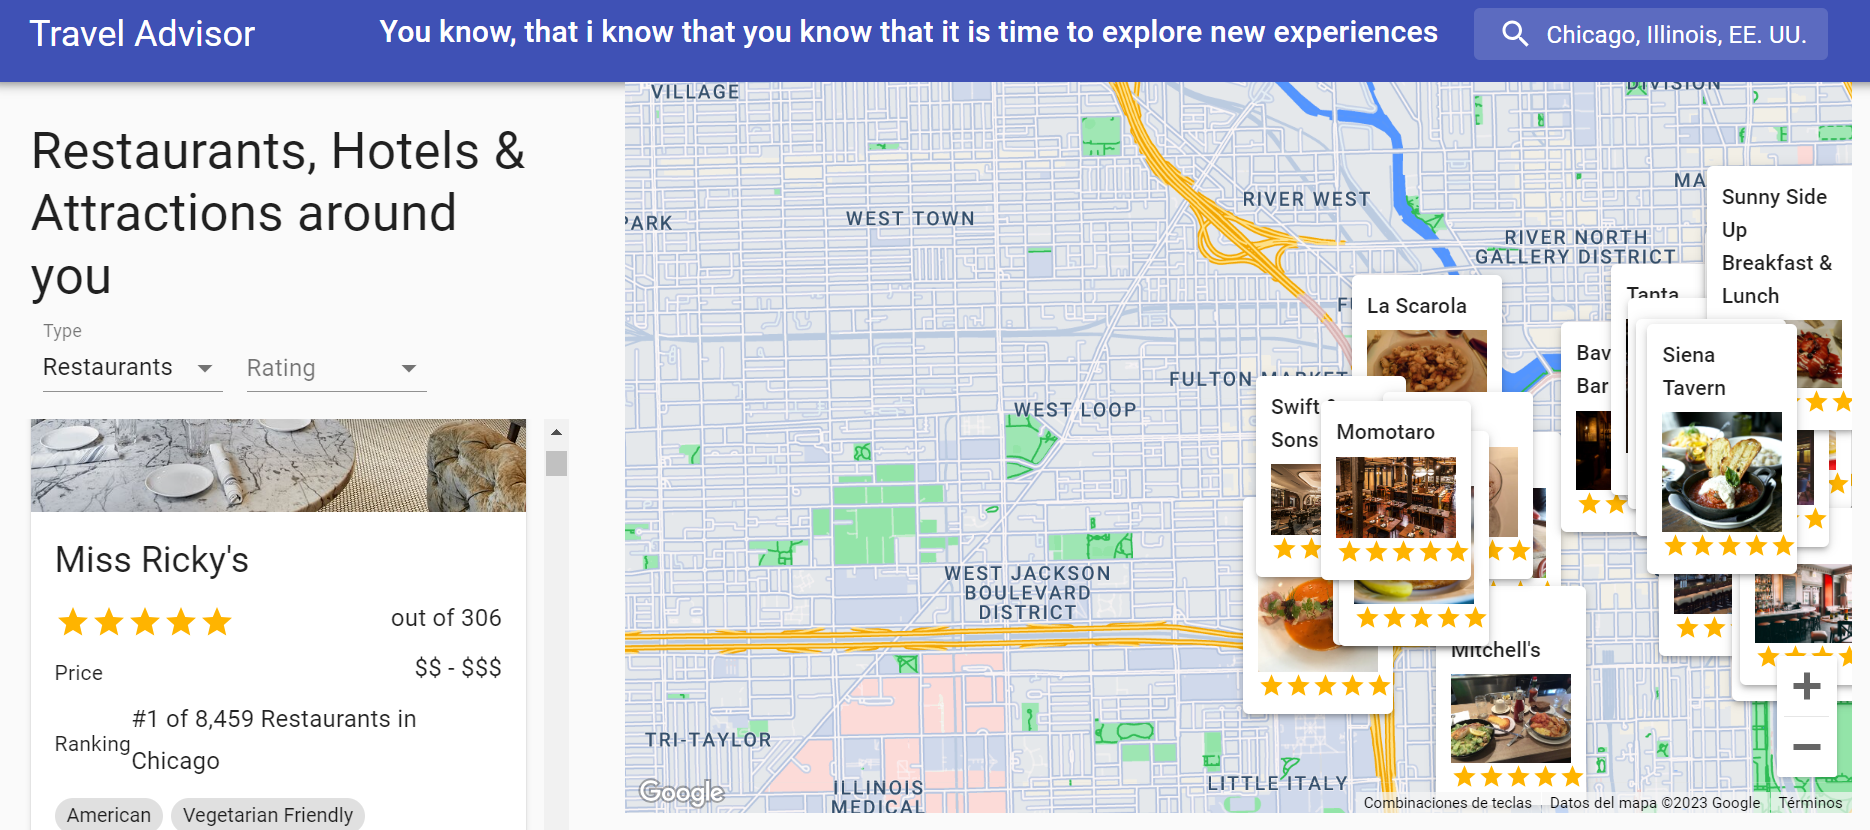 Travel Advisor
You know, that i know that you know that it is time to explore new experiences
Chicago, Illinois, EE. UU.
Restaurants, Hotels &
Attractions around
you
Type
Restaurants
Rating
Miss Ricky's
out of 306
Price
$$ - $$$
Ranking
#1 of 8,459 Restaurants in
Chicago
American
Vegetarian Friendly
VILLAGE
DIVISION
PARK
WEST TOWN
RIVER WEST
RIVER NORTH
GALLERY DISTRICT
MA
Sunny Side
Up
Breakfast &
Lunch
Tanta
La Scarola
FULTON MARKET
WEST LOOP
Bav
Bar
Siena
Tavern
Swift &
Sons
Momotaro
WEST JACKSON
BOULEVARD
DISTRICT
Mitchell's
TRI-TAYLOR
ILLINOIS
MEDICAL
LITTLE ITALY
Google
Combinaciones de teclas
Datos del mapa ©2023 Google
Términos